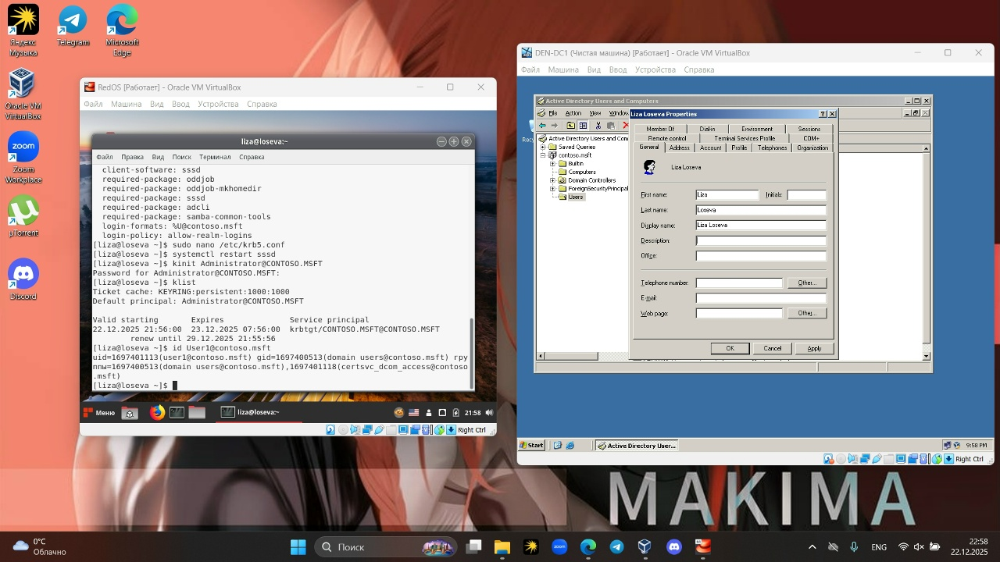 Яндекс Музыка
Telegram
Microsoft Edge
Oracle VM VirtualBox
Zoom Workplace
µTorrent
Discord
RedOS [Работает] - Oracle VM VirtualBox
Файл Машина Вид Ввод Устройства Справка
liza@loseva:~
Файл Правка Вид Поиск Терминал Справка
client-software: sssd
required-package: oddjob
required-package: oddjob-mkhomedir
required-package: sssd
required-package: adcli
required-package: samba-common-tools
login-formats: %U@contoso.msft
login-policy: allow-realm-logins
[liza@loseva ~]$ sudo nano /etc/krb5.conf
[liza@loseva ~]$ systemctl restart sssd
[liza@loseva ~]$ kinit Administrator@CONTOSO.MSFT
Password for Administrator@CONTOSO.MSFT:
[liza@loseva ~]$ klist
Ticket cache: KEYRING:persistent:1000:1000
Default principal: Administrator@CONTOSO.MSFT
Valid starting Expires Service principal
22.12.2025 21:56:00 23.12.2025 07:56:00 krbtgt/CONTOSO.MSFT@CONTOSO.MSFT
renew until 29.12.2025 21:55:56
[liza@loseva ~]$ id User1@contoso.msft
uid=1697401113(user1@contoso.msft) gid=1697400513(domain users@contoso.msft) гру
ппы=1697400513(domain users@contoso.msft),1697401118(certsvc_dcom_access@contoso
.msft)
[liza@loseva ~]$
Меню
liza@loseva:~
21:58
Right Ctrl
DEN-DC1 (Чистая машина) [Работает] - Oracle VM VirtualBox
Файл Машина Вид Ввод Устройства Справка
Active Directory Users and Computers
File Action View Window
Active Directory Users and Com
Saved Queries
contoso.msft
Builtin
Computers
Domain Controllers
ForeignSecurityPrincipal
Users
Liza Loseva Properties
Member Of Dial-in Environment Sessions
Remote control Terminal Services Profile COM+
General Address Account Profile Telephones Organization
Liza Loseva
First name: Liza Initials:
Last name: Loseva
Display name: Liza Loseva
Description:
Office:
Telephone number: Other...
E-mail:
Web page: Other...
OK Cancel Apply
Start
Active Directory User...
9:58 PM
Right Ctrl
MAKIMA
0°C
Облачно
Поиск
ENG
22:58
22.12.2025